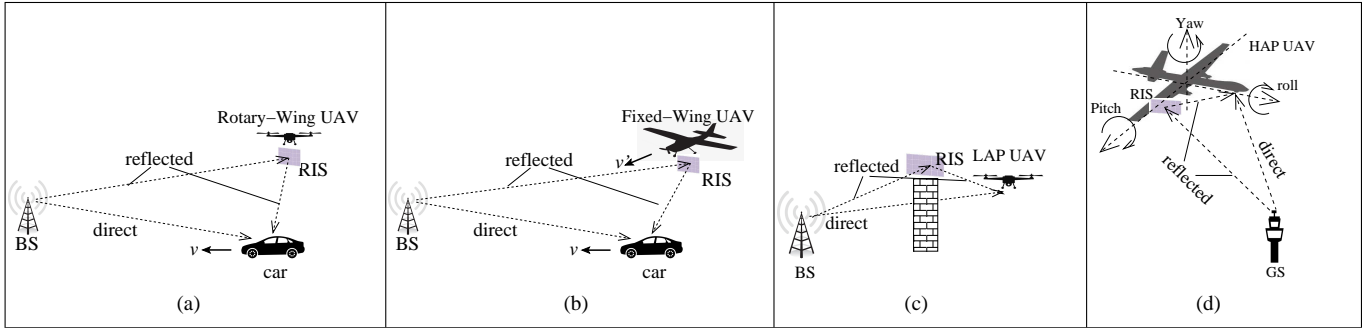 Rotary−Wing UAV
reflected
RIS
direct
BS
v
car
(a)
Fixed−Wing UAV
v'
reflected
RIS
direct
BS
v
car
(b)
RIS
LAP UAV
reflected
direct
BS
(c)
Yaw
HAP UAV
RIS
roll
Pitch
reflected
direct
GS
(d)